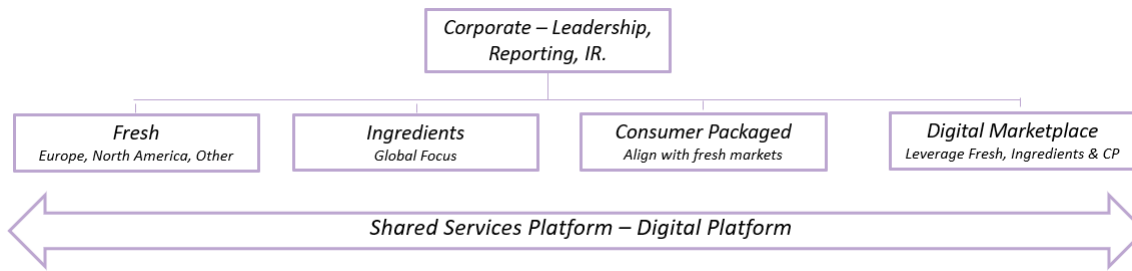 Corporate – Leadership,
Reporting, IR.
Fresh
Europe, North America, Other
Ingredients
Global Focus
Consumer Packaged
Align with fresh markets
Digital Marketplace
Leverage Fresh, Ingredients & CP
Shared Services Platform – Digital Platform